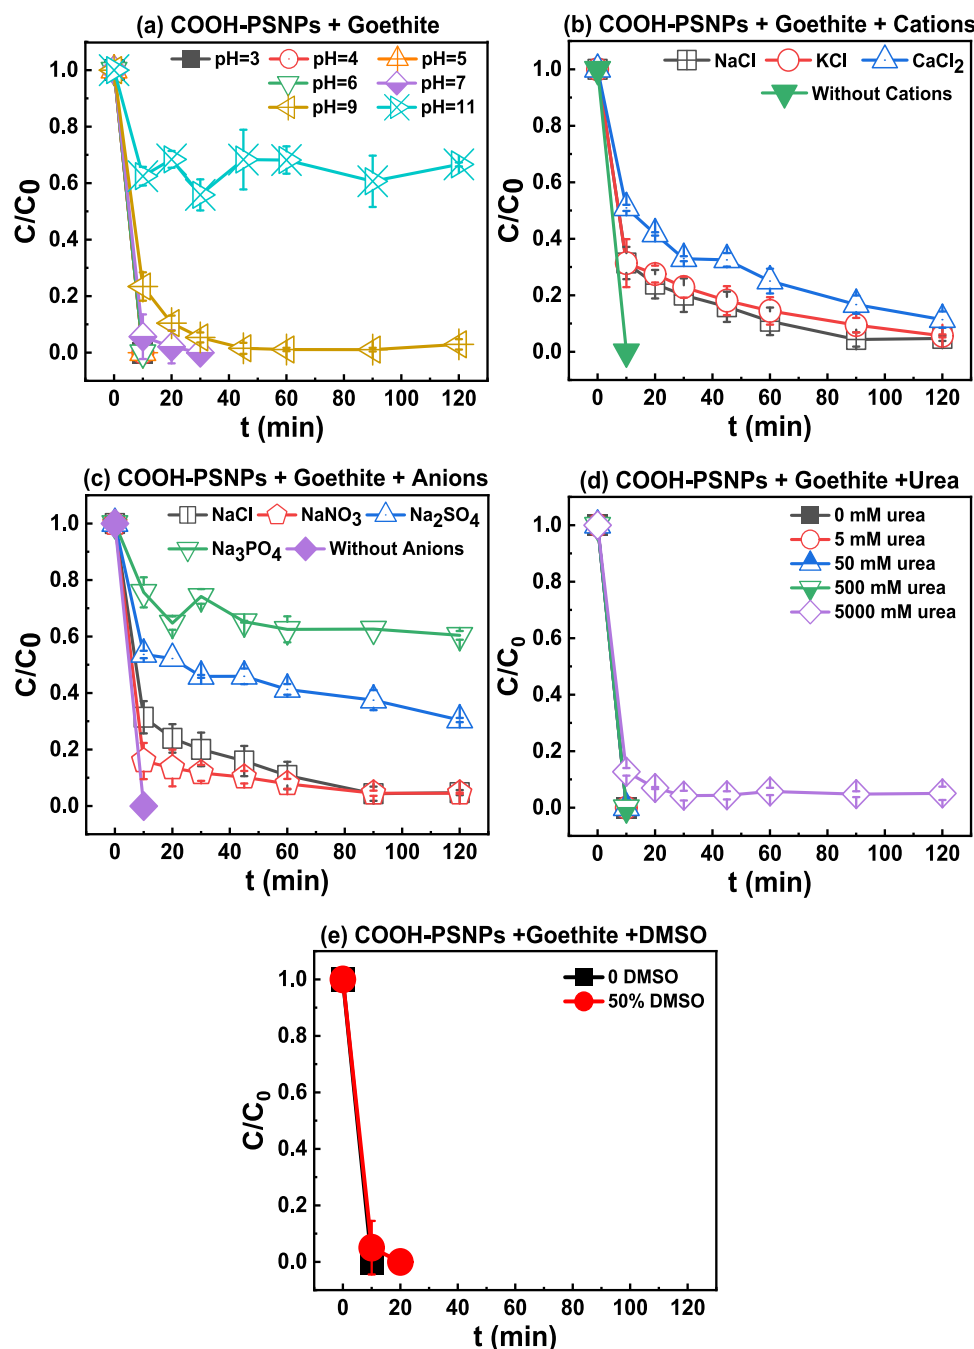 (a) COOH-PSNPs + Goethite
pH=3 pH=4 pH=5
pH=6 pH=7
pH=9 pH=11
1.0
0.8
0.6
0.4
0.2
0.0
C/C0
0 20 40 60 80 100 120
t (min)
(b) COOH-PSNPs + Goethite + Cations
NaCl KCl CaCl2
Without Cations
1.0
0.8
0.6
0.4
0.2
0.0
C/C0
0 20 40 60 80 100 120
t (min)
(c) COOH-PSNPs + Goethite + Anions
NaCl NaNO3 Na2SO4
Na3PO4 Without Anions
1.0
0.8
0.6
0.4
0.2
0.0
C/C0
0 20 40 60 80 100 120
t (min)
(d) COOH-PSNPs + Goethite +Urea
0 mM urea
5 mM urea
50 mM urea
500 mM urea
5000 mM urea
1.0
0.8
0.6
0.4
0.2
0.0
C/C0
0 20 40 60 80 100 120
t (min)
(e) COOH-PSNPs +Goethite +DMSO
0 DMSO
50% DMSO
1.0
0.8
0.6
0.4
0.2
0.0
C/C0
0 20 40 60 80 100 120
t (min)